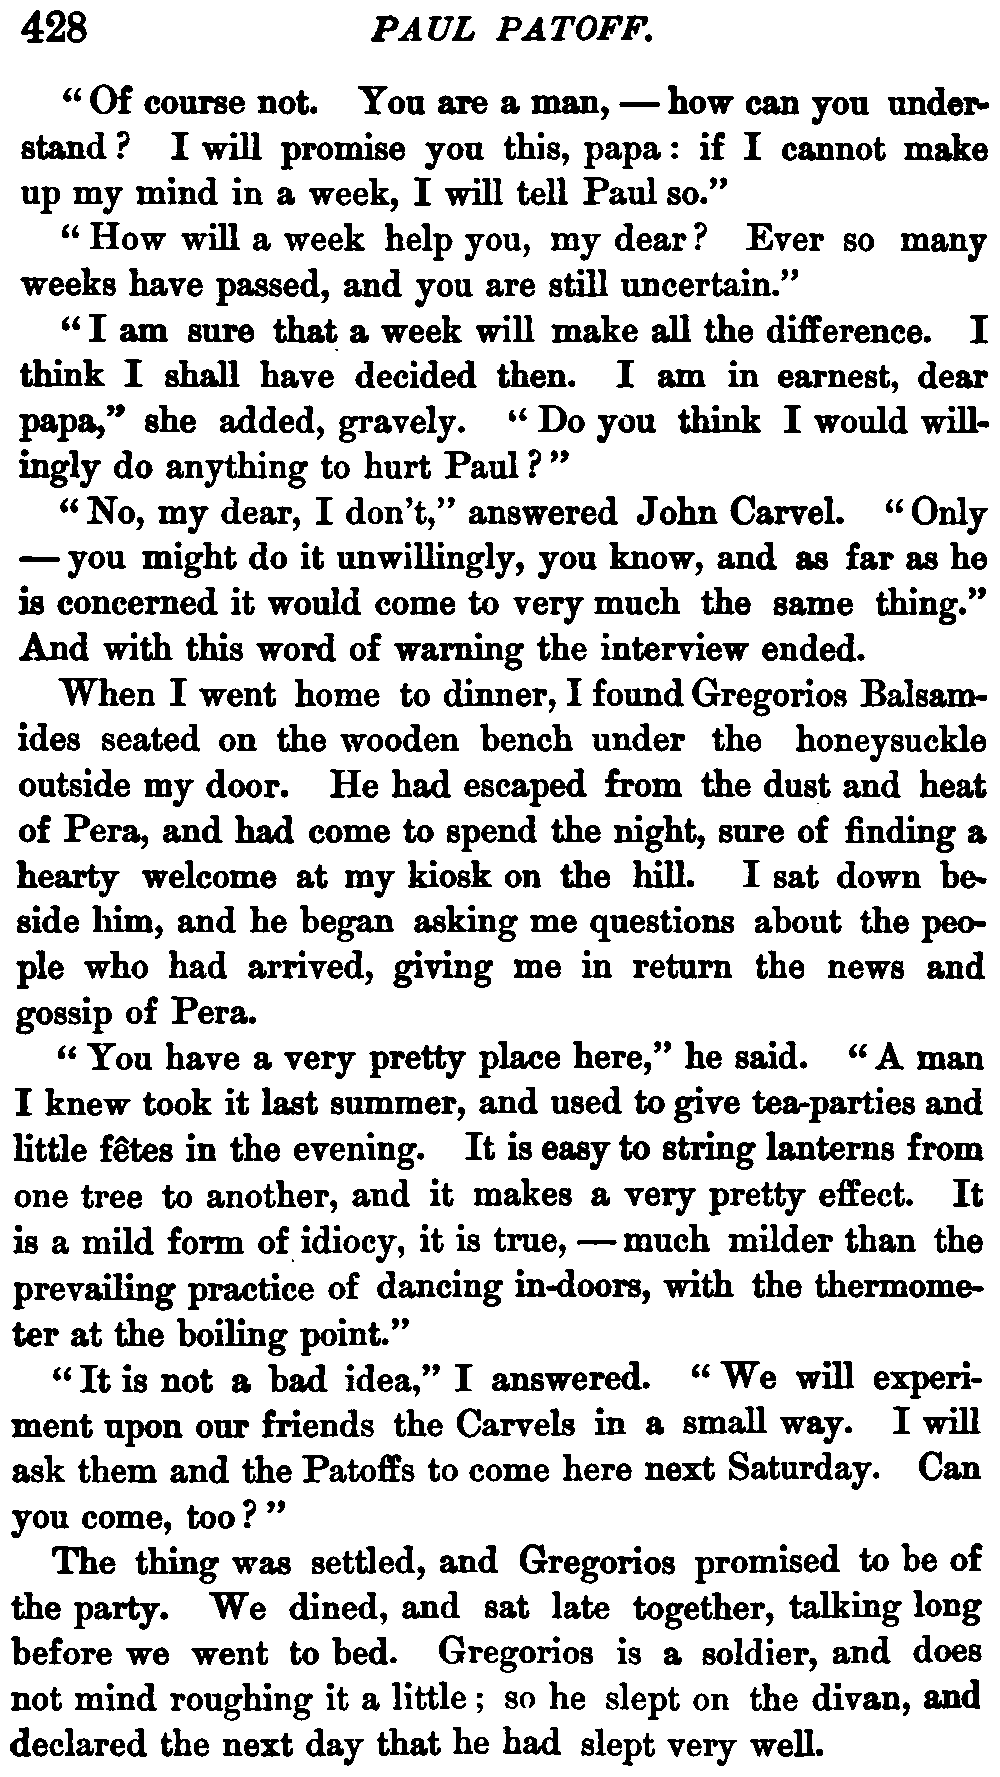 428 PAUL PATOFF.
“Of course not. You are a man, — how can you under-
stand? I will promise you this, papa: if I cannot make
up my mind in a week, I will tell Paul so.”
“How will a week help you, my dear? Ever so many
weeks have passed, and you are still uncertain.”
“I am sure that a week will make all the difference. I
think I shall have decided then. I am in earnest, dear
papa,” she added, gravely. “Do you think I would will-
ingly do anything to hurt Paul?”
“No, my dear, I don't,” answered John Carvel. “Only
— you might do it unwillingly, you know, and as far as he
is concerned it would come to very much the same thing.”
And with this word of warning the interview ended.
When I went home to dinner, I found Gregorios Balsam-
ides seated on the wooden bench under the honeysuckle
outside my door. He had escaped from the dust and heat
of Pera, and had come to spend the night, sure of finding a
hearty welcome at my kiosk on the hill. I sat down be-
side him, and he began asking me questions about the peo-
ple who had arrived, giving me in return the news and
gossip of Pera.
“You have a very pretty place here,” he said. “A man
I knew took it last summer, and used to give tea-parties and
little fêtes in the evening. It is easy to string lanterns from
one tree to another, and it makes a very pretty effect. It
is a mild form of idiocy, it is true, — much milder than the
prevailing practice of dancing in-doors, with the thermome-
ter at the boiling point.”
“It is not a bad idea,” I answered. “We will experi-
ment upon our friends the Carvels in a small way. I will
ask them and the Patoffs to come here next Saturday. Can
you come, too?”
The thing was settled, and Gregorios promised to be of
the party. We dined, and sat late together, talking long
before we went to bed. Gregorios is a soldier, and does
not mind roughing it a little; so he slept on the divan, and
declared the next day that he had slept very well.